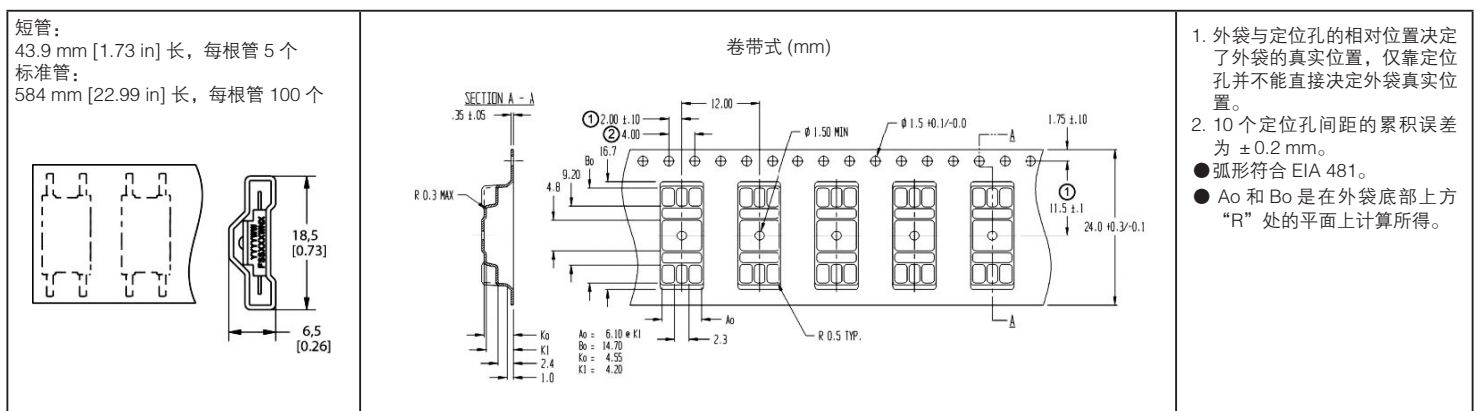 短管：
43.9 mm [1.73 in] 长，每根管 5 个
标准管：
584 mm [22.99 in] 长，每根管 100 个
18,5
[0.73]
6,5
[0.26]
卷带式 (mm)
SECTION A - A
.35 ±.05
R 0.3 MAX
Ko
K1
2.4
1.0
① 2.00 ±.10
② 4.00
16.7
Bo
9.20
4.8
12.00
Ø 1.50 MIN
Ø 1.5 +0.1/-0.0
A
1.75 ±.10
①
11.5 ±.1
24.0 +0.3/-0.1
Ao
2.3
R 0.5 TYP.
A
Ao = 6.10 @ K1
Bo = 14.70
Ko = 4.55
K1 = 4.20
1. 外袋与定位孔的相对位置决定
了外袋的真实位置，仅靠定位
孔并不能直接决定外袋真实位
置。
2. 10 个定位孔间距的累积误差
为 ±0.2 mm。
●弧形符合 EIA 481。
● Ao 和 Bo 是在外袋底部上方
“R”处的平面上计算所得。